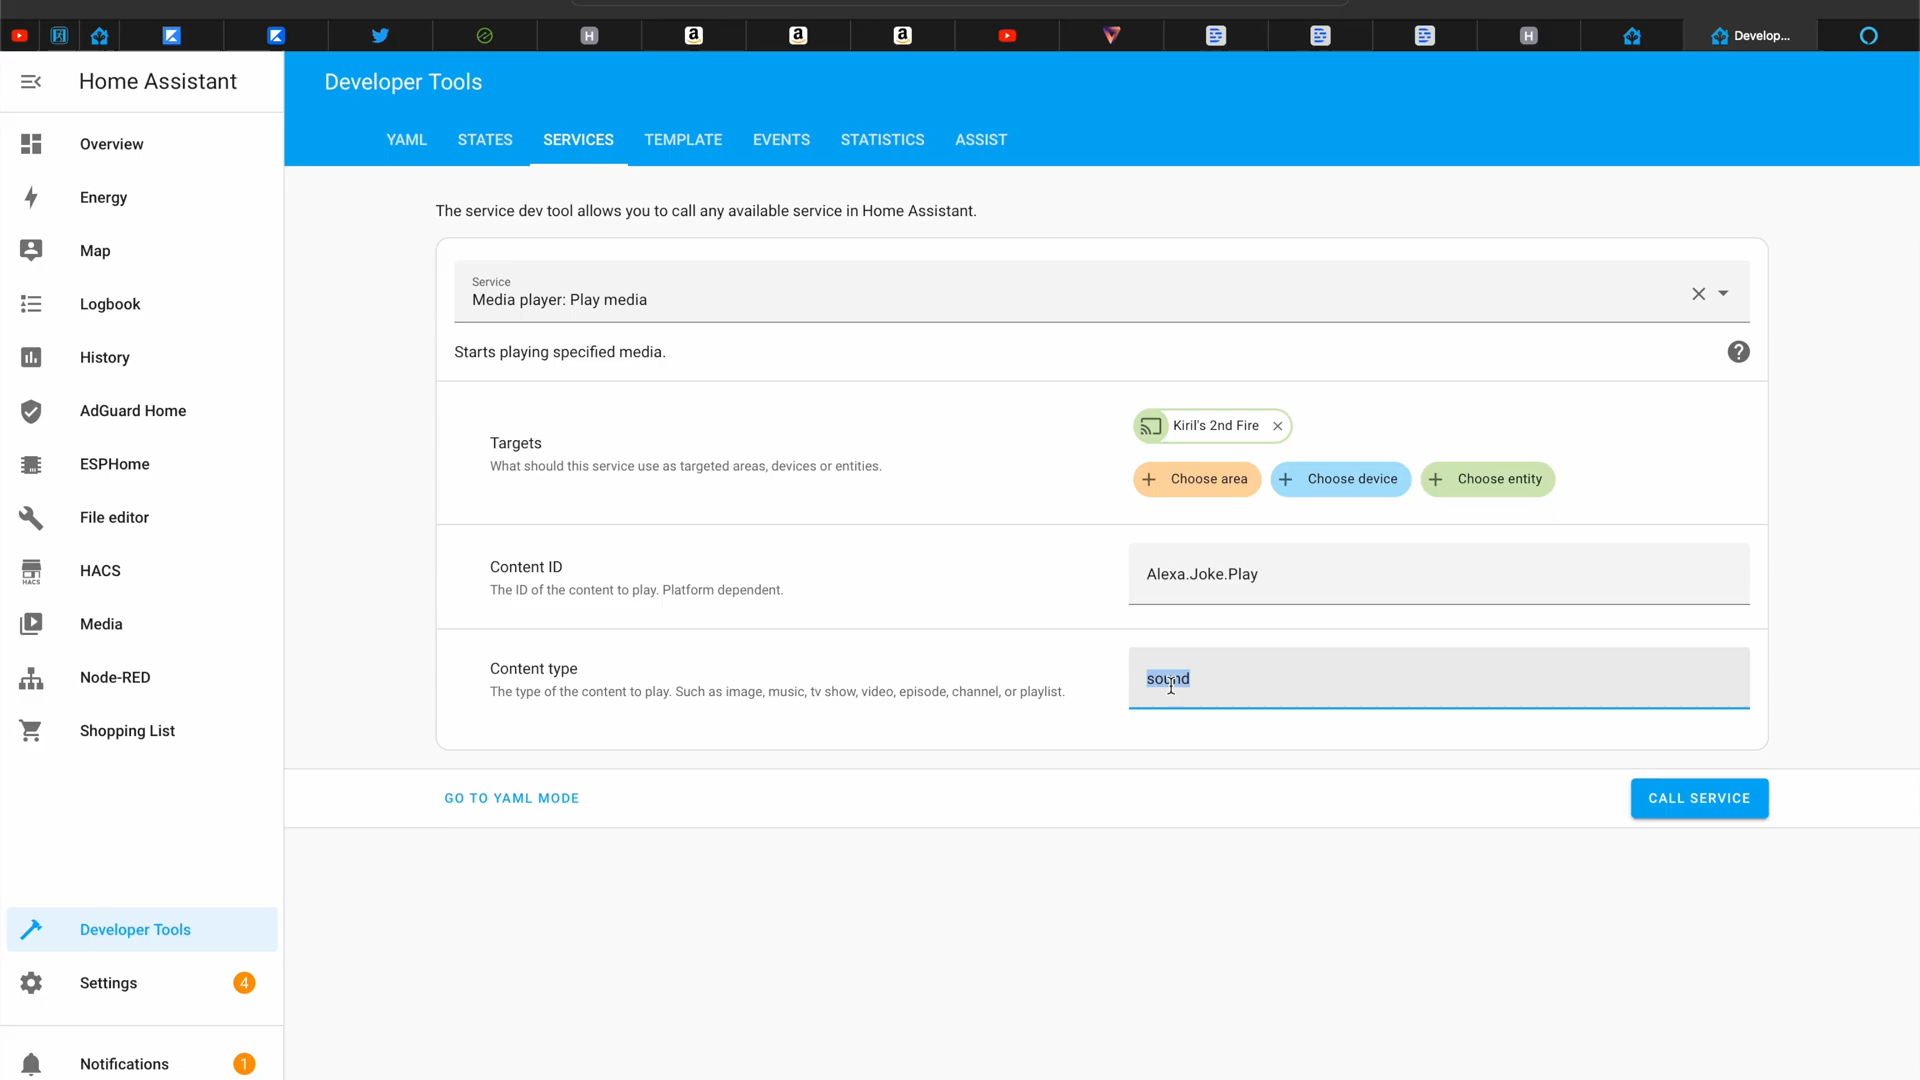 Develop...
Home Assistant
Developer Tools
YAML STATES SERVICES TEMPLATE EVENTS STATISTICS ASSIST
Overview
Energy
Map
Logbook
History
AdGuard Home
ESPHome
File editor
HACS
HACS
Media
Node-RED
Shopping List
Developer Tools
Settings 4
Notifications 1
The service dev tool allows you to call any available service in Home Assistant.
Service
Media player: Play media
Starts playing specified media.
Targets
What should this service use as targeted areas, devices or entities.
Kiril's 2nd Fire
Choose area Choose device Choose entity
Content ID
The ID of the content to play. Platform dependent.
Alexa.Joke.Play
Content type
The type of the content to play. Such as image, music, tv show, video, episode, channel, or playlist.
sound
GO TO YAML MODE
CALL SERVICE